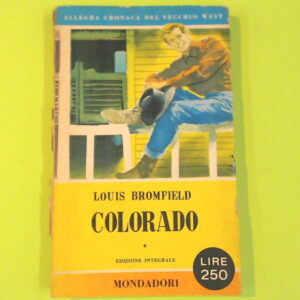 ALLEGRA CRONACA DEL VECCHIO WEST
LOUIS BROMFIELD
COLORADO
EDIZIONE INTEGRALE
LIRE
250
MONDADORI